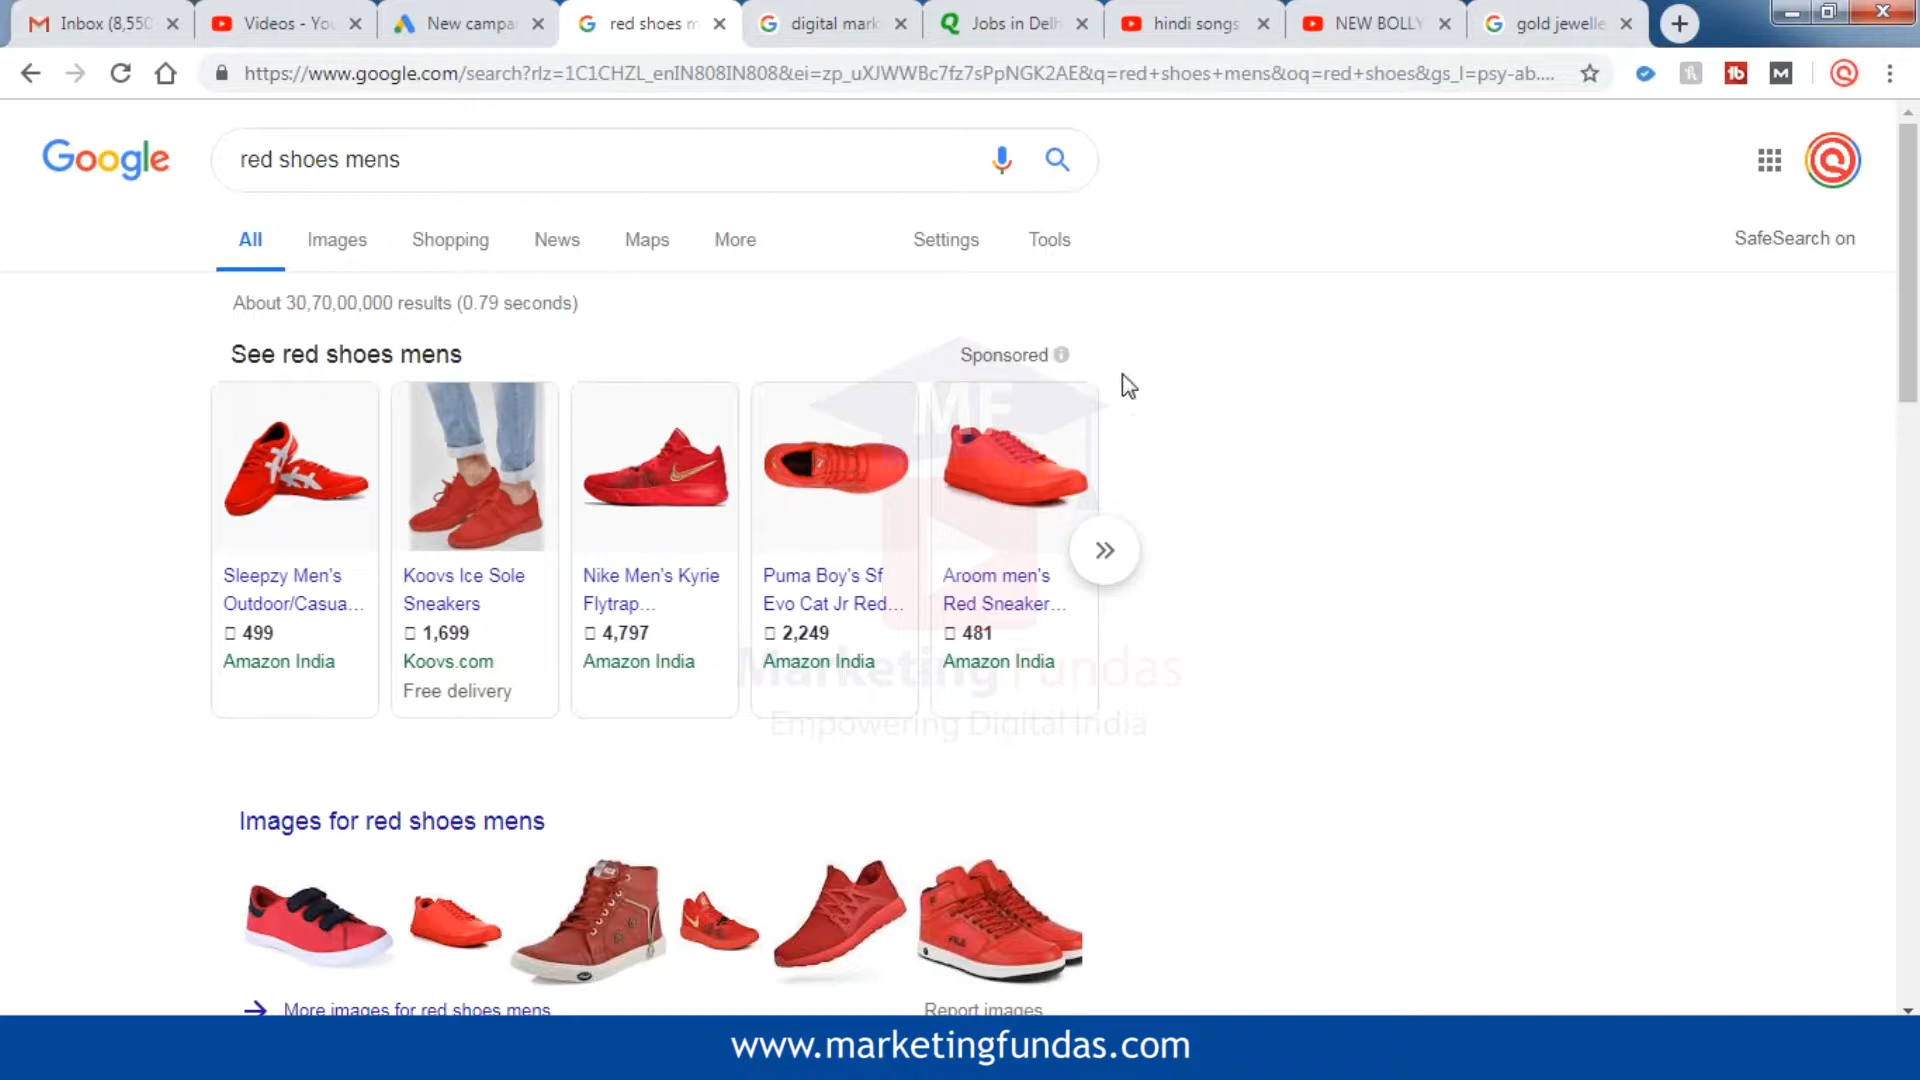 Inbox (8,550
Videos - You
New campa
red shoes m
digital mark
Jobs in Delh
hindi songs
NEW BOLLY
gold jewelle
https://www.google.com/search?rlz=1C1CHZL_enIN808IN808&ei=zp_uXJWWBc7fz7sPpNGK2AE&q=red+shoes+mens&oq=red+shoes&gs_l=psy-ab....
Google
red shoes mens
All Images Shopping News Maps More Settings Tools
SafeSearch on
About 30,70,00,000 results (0.79 seconds)
See red shoes mens
Sponsored
Sleepzy Men's
Outdoor/Casua...
499
Amazon India
Koovs Ice Sole
Sneakers
1,699
Koovs.com
Free delivery
Nike Men's Kyrie
Flytrap...
4,797
Amazon India
Puma Boy's Sf
Evo Cat Jr Red...
2,249
Amazon India
Aroom men's
Red Sneaker...
481
Amazon India
MF
Marketing Fundas
Empowering Digital India
Images for red shoes mens
More images for red shoes mens
Report images
www.marketingfundas.com